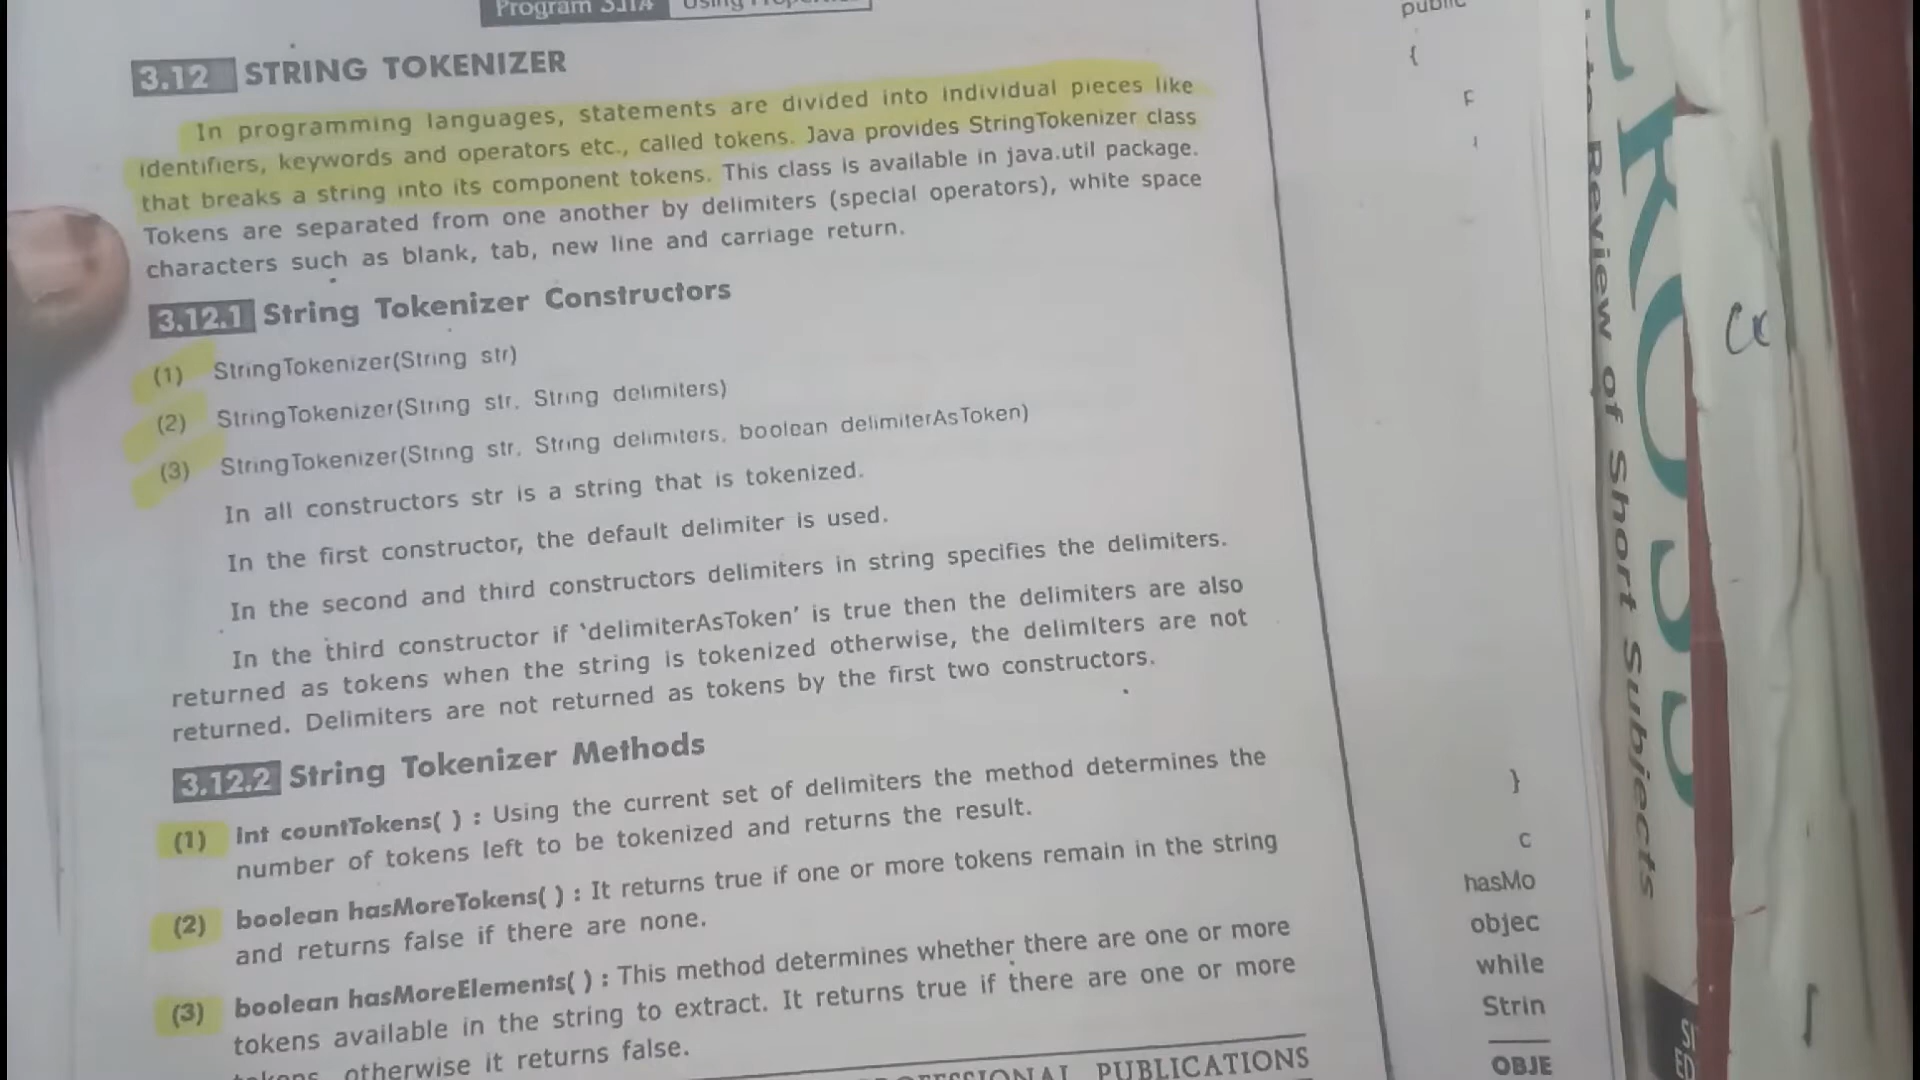 Program 3.11A Using Prope
3.12 STRING TOKENIZER
In programming languages, statements are divided into individual pieces like
identifiers, keywords and operators etc., called tokens. Java provides StringTokenizer class
that breaks a string into its component tokens. This class is available in java.util package.
Tokens are separated from one another by delimiters (special operators), white space
characters such as blank, tab, new line and carriage return.
3.12.1 String Tokenizer Constructors
(1) StringTokenizer(String str)
(2) StringTokenizer(String str, String delimiters)
(3) StringTokenizer(String str, String delimiters, boolean delimiterAsToken)
In all constructors str is a string that is tokenized.
In the first constructor, the default delimiter is used.
In the second and third constructors delimiters in string specifies the delimiters.
In the third constructor if ‘delimiterAsToken’ is true then the delimiters are also
returned as tokens when the string is tokenized otherwise, the delimiters are not
returned. Delimiters are not returned as tokens by the first two constructors.
3.12.2 String Tokenizer Methods
(1) int countTokens( ) : Using the current set of delimiters the method determines the
number of tokens left to be tokenized and returns the result.
(2) boolean hasMoreTokens( ) : It returns true if one or more tokens remain in the string
and returns false if there are none.
(3) boolean hasMoreElements( ) : This method determines whether there are one or more
tokens available in the string to extract. It returns true if there are one or more
tokens, otherwise it returns false.
PUBLICATIONS
public
{
}
c
hasMo
objec
while
Strin
OBJE
Review of Short Subjects